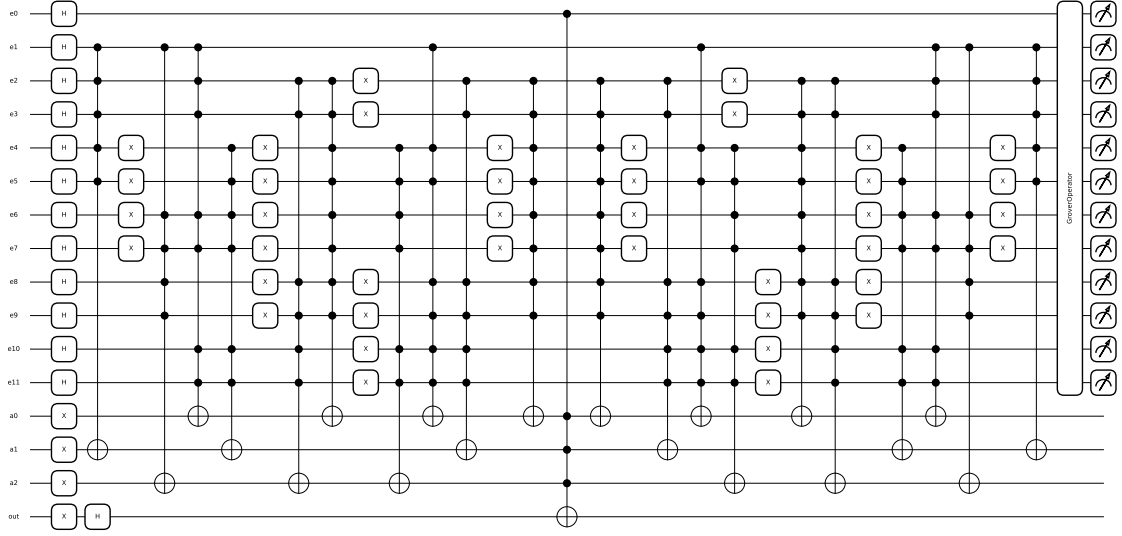 e0 H
e1 H
e2 H X X
e3 H X X
e4 H X X X X X X
e5 H X X X X X X
e6 H X X X X X X
e7 H X X X X X X
e8 H X X X X
e9 H X X X X
e10 H X X
e11 H X X
GroverOperator
a0 X
a1 X
a2 X
out X H